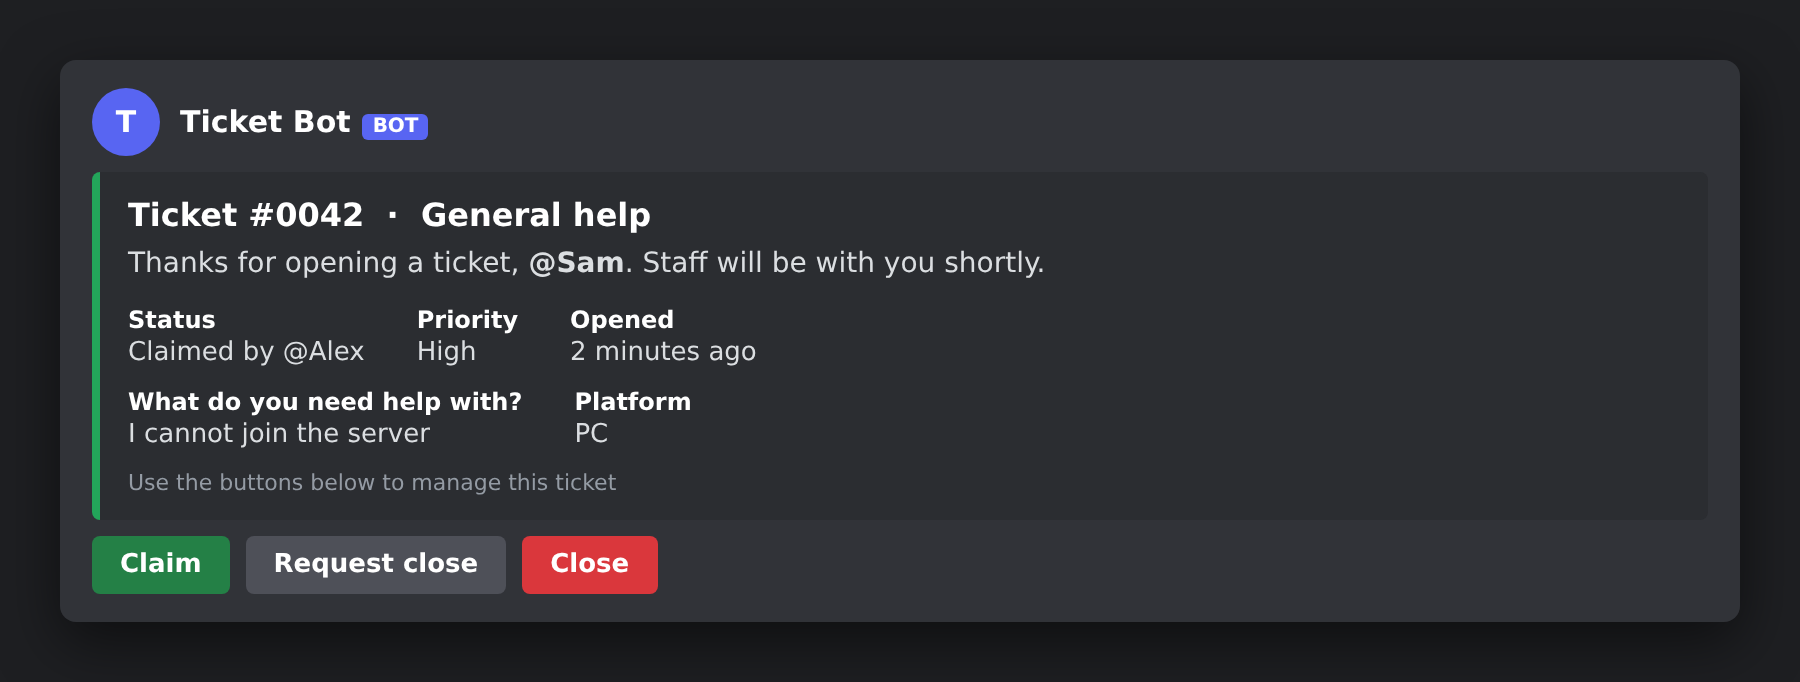 T
Ticket Bot BOT
Ticket #0042 · General help
Thanks for opening a ticket, @Sam. Staff will be with you shortly.
Status Priority Opened
Claimed by @Alex High 2 minutes ago
What do you need help with? Platform
I cannot join the server PC
Use the buttons below to manage this ticket
Claim Request close Close